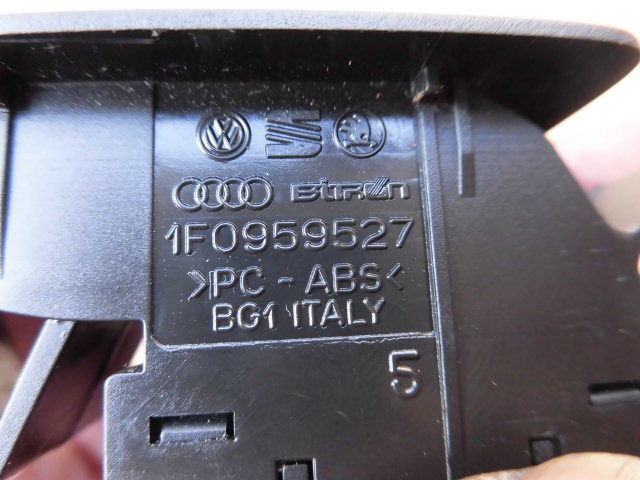 BitRon
1F0959527
>PC - ABS<
BG1 ITALY
5